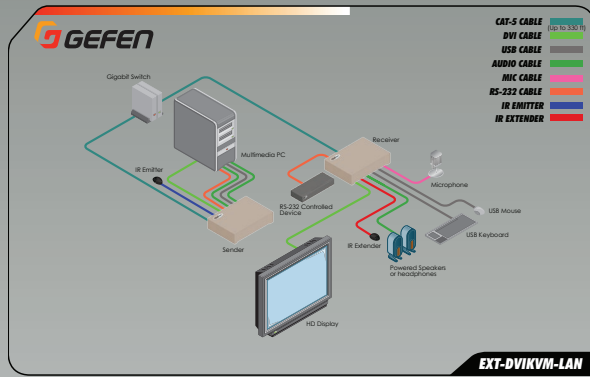 GEFEN
CAT-5 CABLE
(Up to 330 ft)
DVI CABLE
USB CABLE
AUDIO CABLE
MIC CABLE
RS-232 CABLE
IR EMITTER
IR EXTENDER
Gigabit Switch
Multimedia PC
Receiver
IR Emitter
Microphone
RS-232 Controlled
Device
USB Mouse
USB Keyboard
Sender
IR Extender
Powered Speakers
or headphones
HD Display
EXT-DVIKVM-LAN